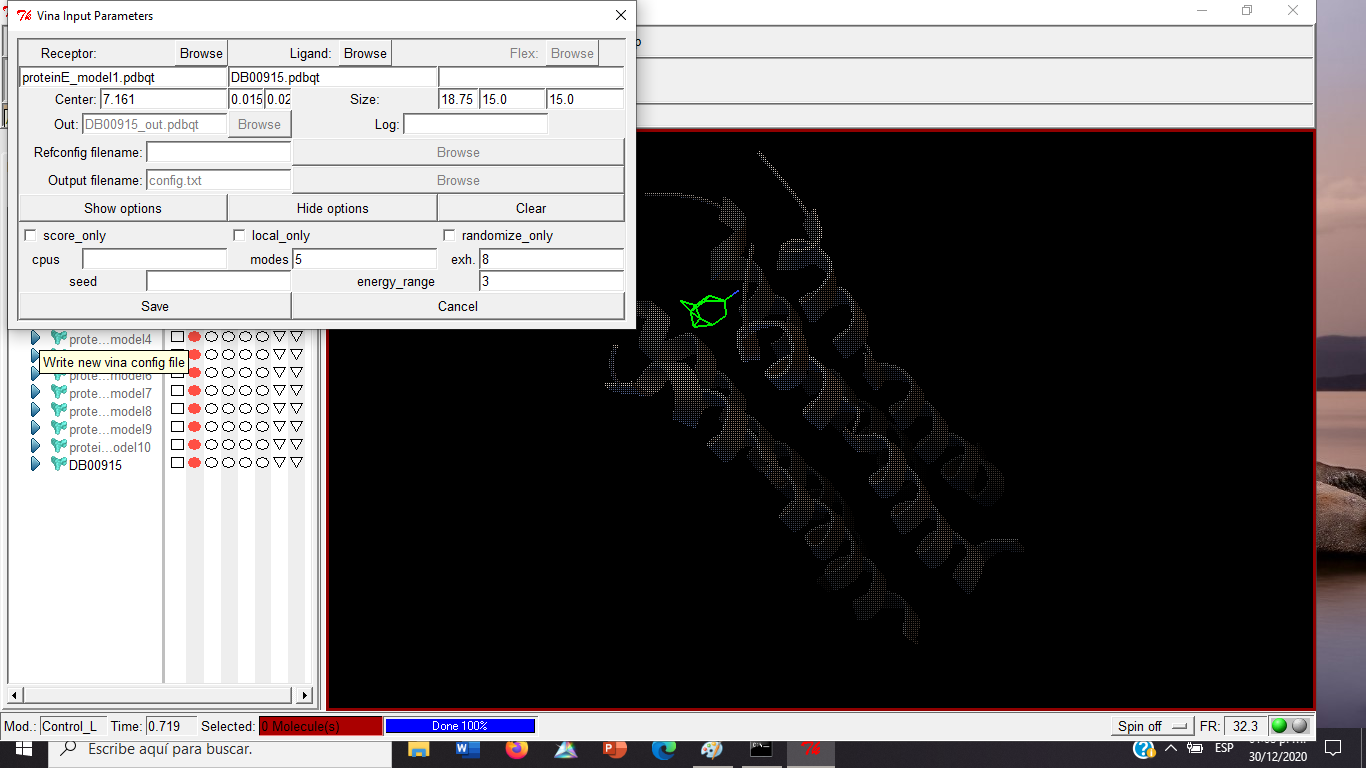 Vina Input Parameters
Receptor: Browse Ligand: Browse Flex: Browse
proteinE_model1.pdbqt DB00915.pdbqt
Center: 7.161 0.015 0.02 Size: 18.75 15.0 15.0
Out: DB00915_out.pdbqt Browse Log:
Refconfig filename: Browse
Output filename: config.txt Browse
Show options Hide options Clear
score_only local_only randomize_only
cpus modes 5 exh. 8
seed energy_range 3
Save Cancel
prote...model4
Write new vina config file
prote...model6
prote...model7
prote...model8
prote...model9
protei...odel10
DB00915
Mod.: Control_L Time: 0.719 Selected: 0 Molecule(s) Done 100% Spin off FR: 32.3
Escribe aquí para buscar. ESP
30/12/2020